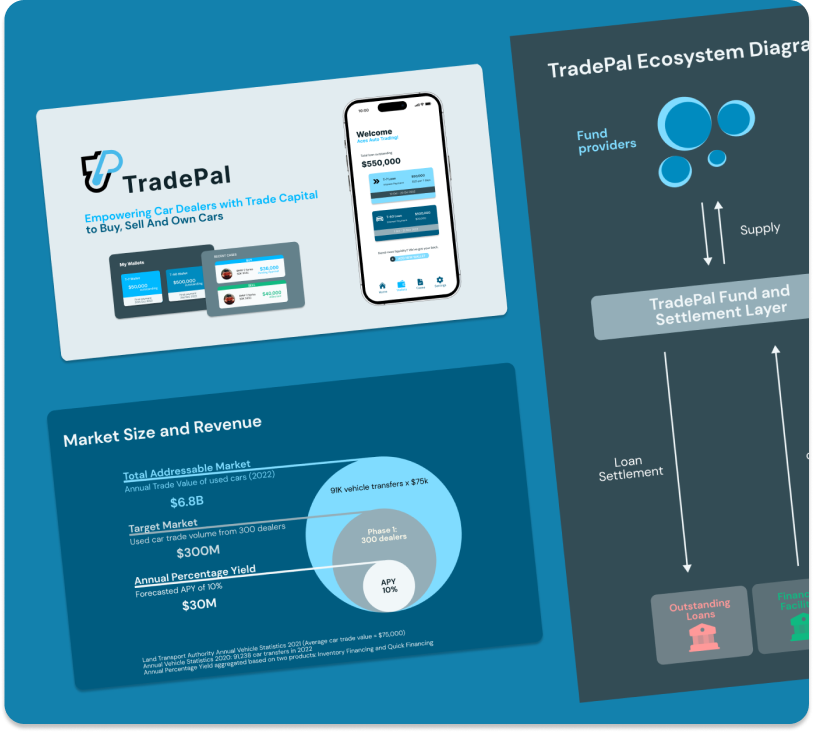 TradePal
Empowering Car Dealers with Trade Capital
to Buy, Sell And Own Cars
My Wallets
$50,000
$500,000
$38,000
$40,000
Welcome
$550,000
Market Size and Revenue
Total Addressable Market
Annual Trade Value of used cars (2022)
$6.8B
Target Market
Used car trade volume from 300 dealers
$300M
Annual Percentage Yield
Forecasted APY of 10%
$30M
91K vehicle transfers x $75k
Phase 1:
300 dealers
APY
10%
Land Transport Authority Annual Vehicle Statistics 2021 (Average car trade value = $75,000)
Annual Vehicle Statistics 2020: 91,236 car transfers in 2022
Annual Percentage Yield aggregated based on two products: Inventory Financing and Quick Financing
TradePal Ecosystem Diagra
Fund
providers
Supply
TradePal Fund and
Settlement Layer
Loan
Settlement
Outstanding
Loans
Financ
Facili